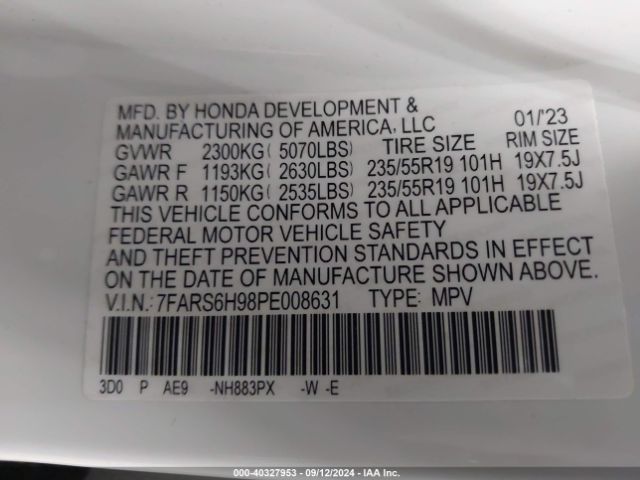 MFD. BY HONDA DEVELOPMENT &
MANUFACTURING OF AMERICA, LLC 01/'23
GVWR 2300KG( 5070LBS) TIRE SIZE RIM SIZE
GAWR F 1193KG( 2630LBS) 235/55R19 101H 19X7.5J
GAWR R 1150KG( 2535LBS) 235/55R19 101H 19X7.5J
THIS VEHICLE CONFORMS TO ALL APPLICABLE
FEDERAL MOTOR VEHICLE SAFETY
AND THEFT PREVENTION STANDARDS IN EFFECT
ON THE DATE OF MANUFACTURE SHOWN ABOVE.
V.I.N.: 7FARS6H98PE008631 TYPE: MPV
3D0 P AE9 -NH883PX -W -E
000-40327953 - 09/12/2024 - IAA Inc.